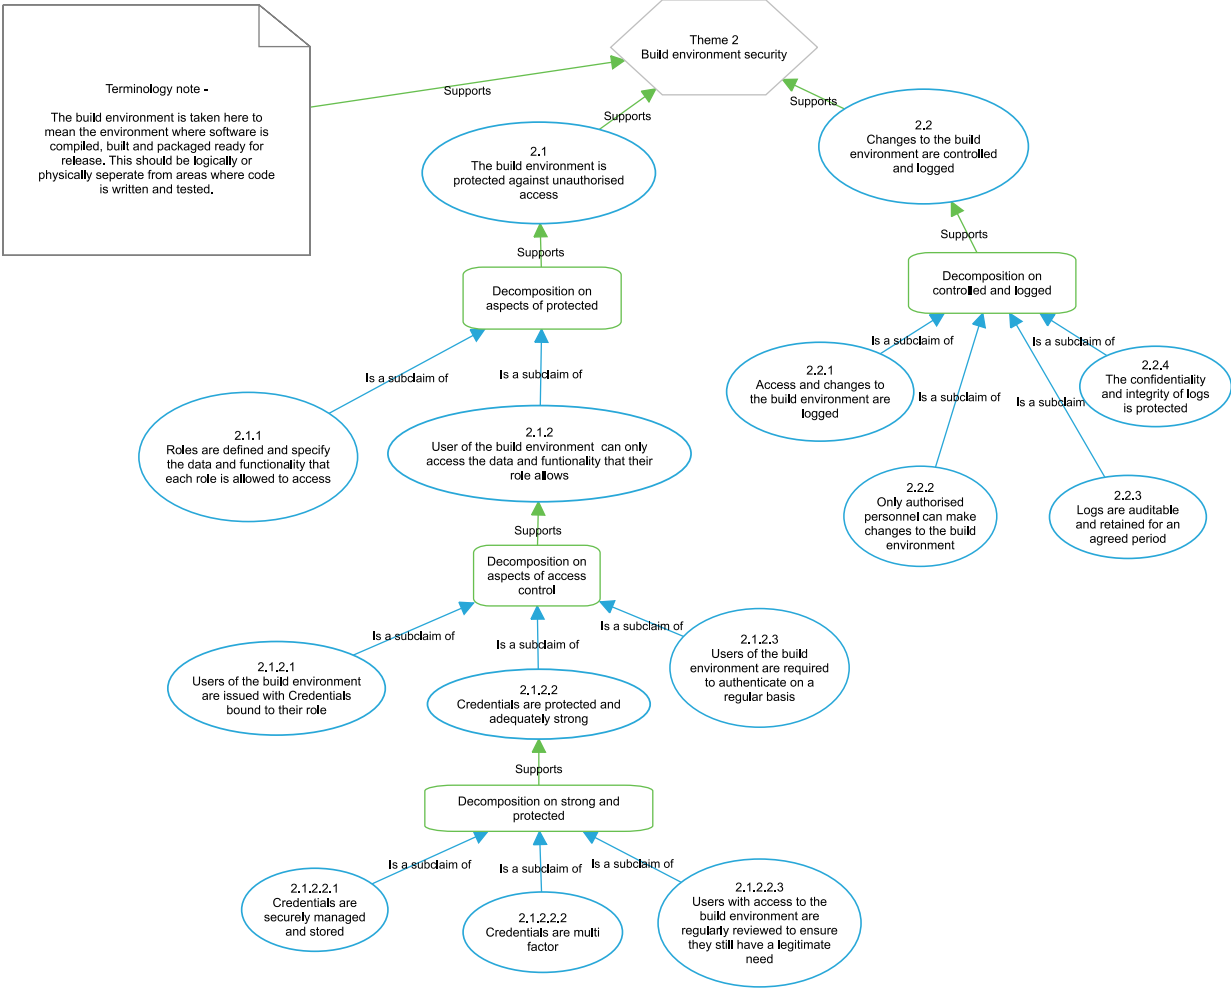 Theme 2
Build environment security
Terminology note -
The build environment is taken here to
mean the environment where software is
compiled, built and packaged ready for
release. This should be logically or
physically seperate from areas where code
is written and tested.
Supports
Supports
Supports
2.1
The build environment is
protected against unauthorised
access
2.2
Changes to the build
environment are controlled
and logged
Supports
Supports
Decomposition on
aspects of protected
Decomposition on
controlled and logged
Is a subclaim of
Is a subclaim of
Is a subclaim of
Is a subclaim of
Is a subclaim
Is a subclaim of
2.1.1
Roles are defined and specify
the data and functionality that
each role is allowed to access
2.1.2
User of the build environment can only
access the data and funtionality that their
role allows
2.2.1
Access and changes to
the build environment are
logged
2.2.4
The confidentiality
and integrity of logs
is protected
2.2.2
Only authorised
personnel can make
changes to the build
environment
2.2.3
Logs are auditable
and retained for an
agreed period
Supports
Decomposition on
aspects of access
control
Is a subclaim of
Is a subclaim of
Is a subclaim of
2.1.2.1
Users of the build environment
are issued with Credentials
bound to their role
2.1.2.2
Credentials are protected and
adequately strong
2.1.2.3
Users of the build
environment are required
to authenticate on a
regular basis
Supports
Decomposition on strong and
protected
Is a subclaim of
Is a subclaim of
Is a subclaim of
2.1.2.2.1
Credentials are
securely managed
and stored
2.1.2.2.2
Credentials are multi
factor
2.1.2.2.3
Users with access to the
build environment are
regularly reviewed to ensure
they still have a legitimate
need